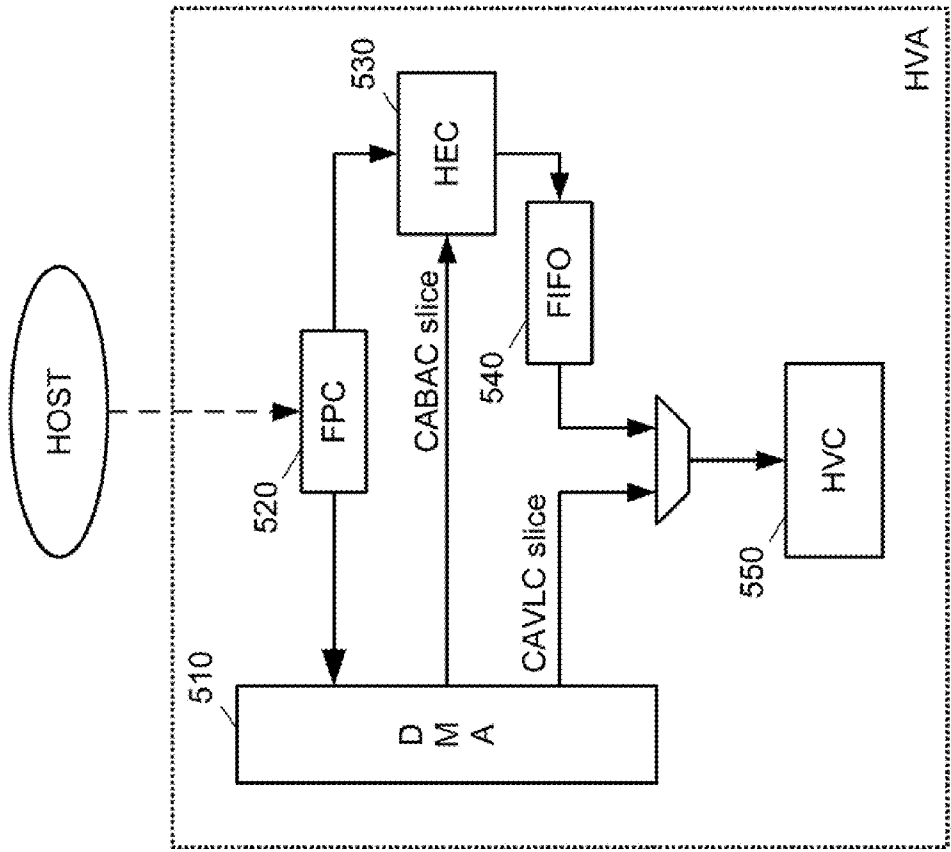 HOST
HVA
510
D
M
A
520
FPC
530
HEC
CABAC slice
540
FIFO
CAVLC slice
550
HVC